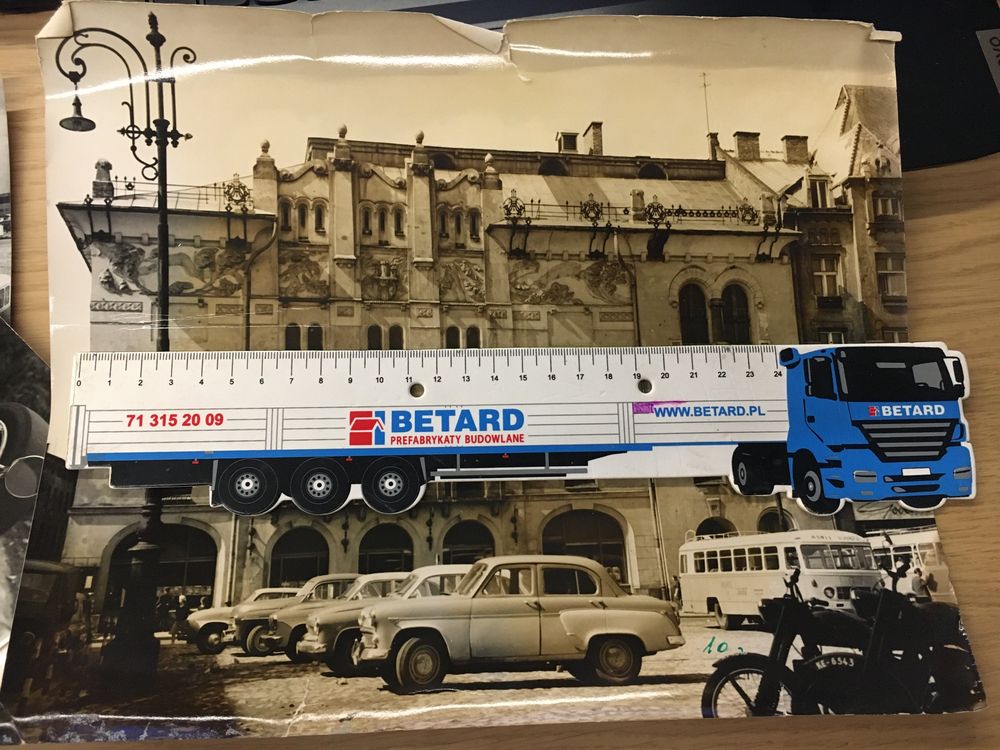 0 1 2 3 4 5 6 7 8 9 10 11 12 13 14 15 16 17 18 19 20 21 22 23 24
71 315 20 09
BETARD
PREFABRYKATY BUDOWLANE
WWW.BETARD.PL
BETARD
10.
KE-6543